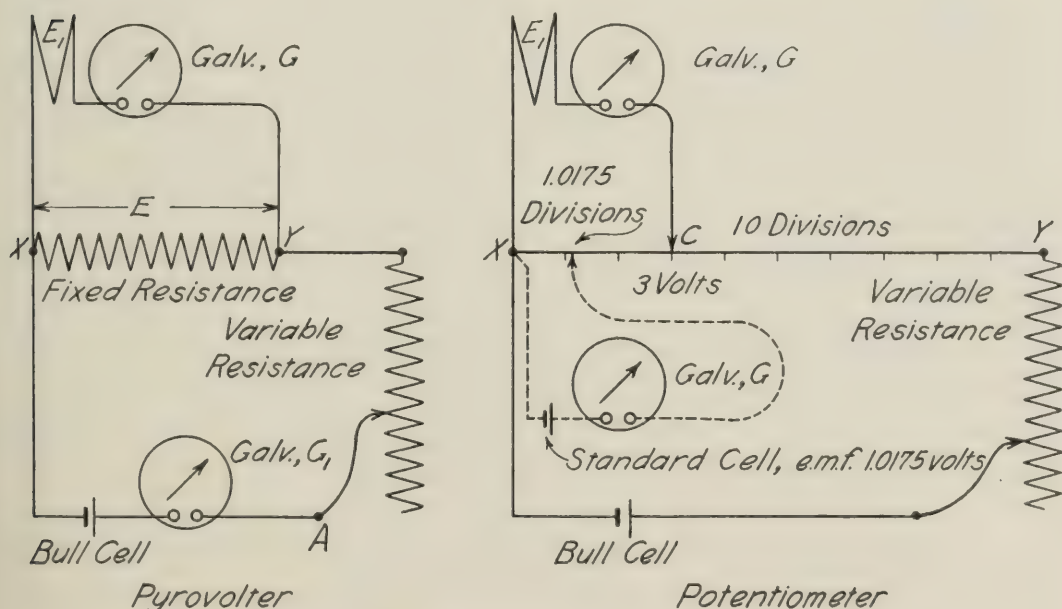 E₁
Galv., G
E
X
Y
Fixed Resistance
Variable
Resistance
Galv., G₁
A
Bull Cell
Pyrovolter
E₁
Galv., G
1.0175
Divisions
C
10 Divisions
X
Y
3 Volts
Variable
Resistance
Galv., G
Standard Cell, e.m.f. 1.0175 volts
Bull Cell
Potentiometer